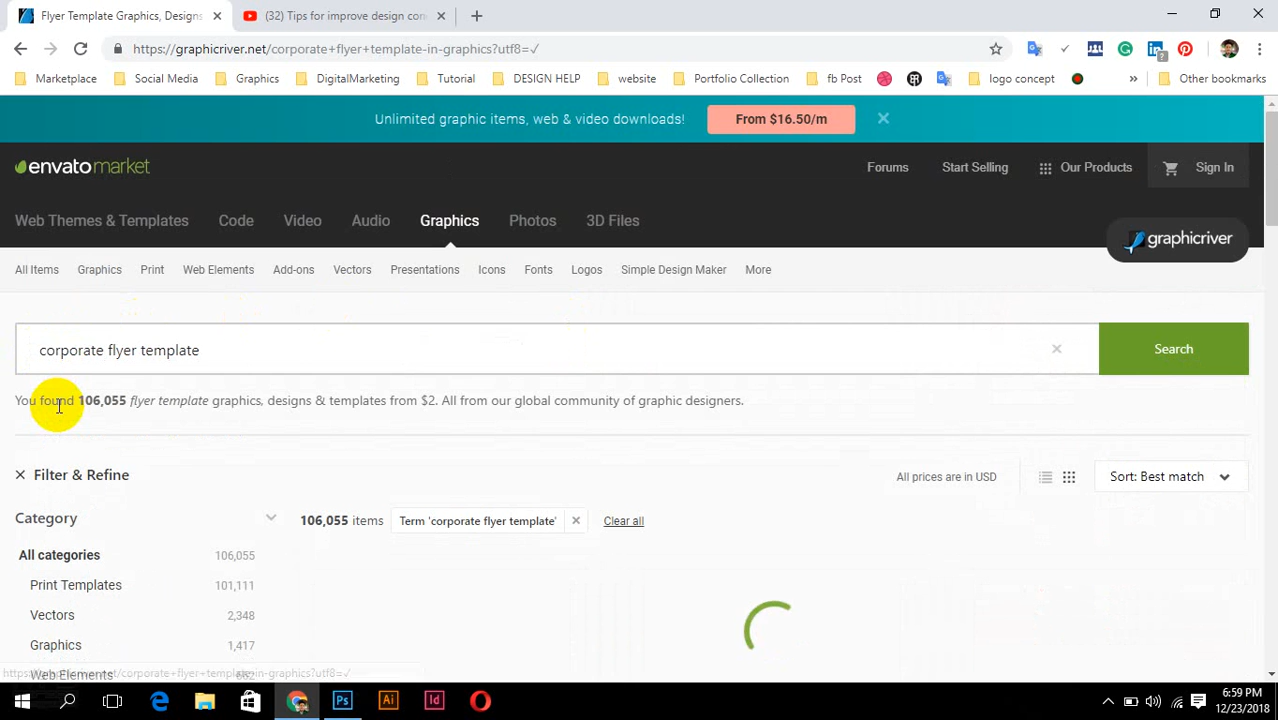 Flyer Template Graphics, Designs
(32) Tips for improve design con
https://graphicriver.net/corporate+flyer+template-in-graphics?utf8=✓
Marketplace Social Media Graphics DigitalMarketing Tutorial DESIGN HELP website Portfolio Collection fb Post logo concept » Other bookmarks
Unlimited graphic items, web & video downloads! From $16.50/m
envatomarket Forums Start Selling Our Products Sign In
Web Themes & Templates Code Video Audio Graphics Photos 3D Files
graphicriver
All Items Graphics Print Web Elements Add-ons Vectors Presentations Icons Fonts Logos Simple Design Maker More
corporate flyer template Search
You found 106,055 flyer template graphics, designs & templates from $2. All from our global community of graphic designers.
Filter & Refine All prices are in USD Sort: Best match
Category 106,055 items Term 'corporate flyer template' Clear all
All categories 106,055
Print Templates 101,111
Vectors 2,348
Graphics 1,417
Web Elements
6:59 PM
12/23/2018